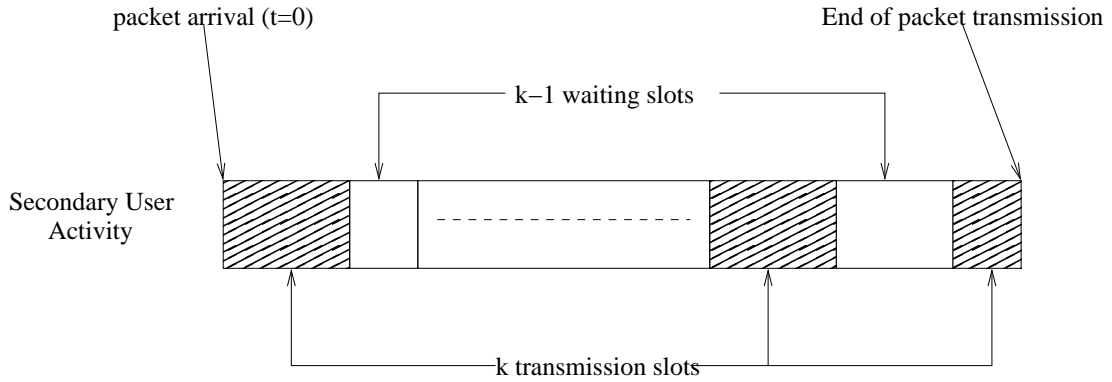 packet arrival (t=0)
End of packet transmission
k−1 waiting slots
Secondary User
Activity
k transmission slots